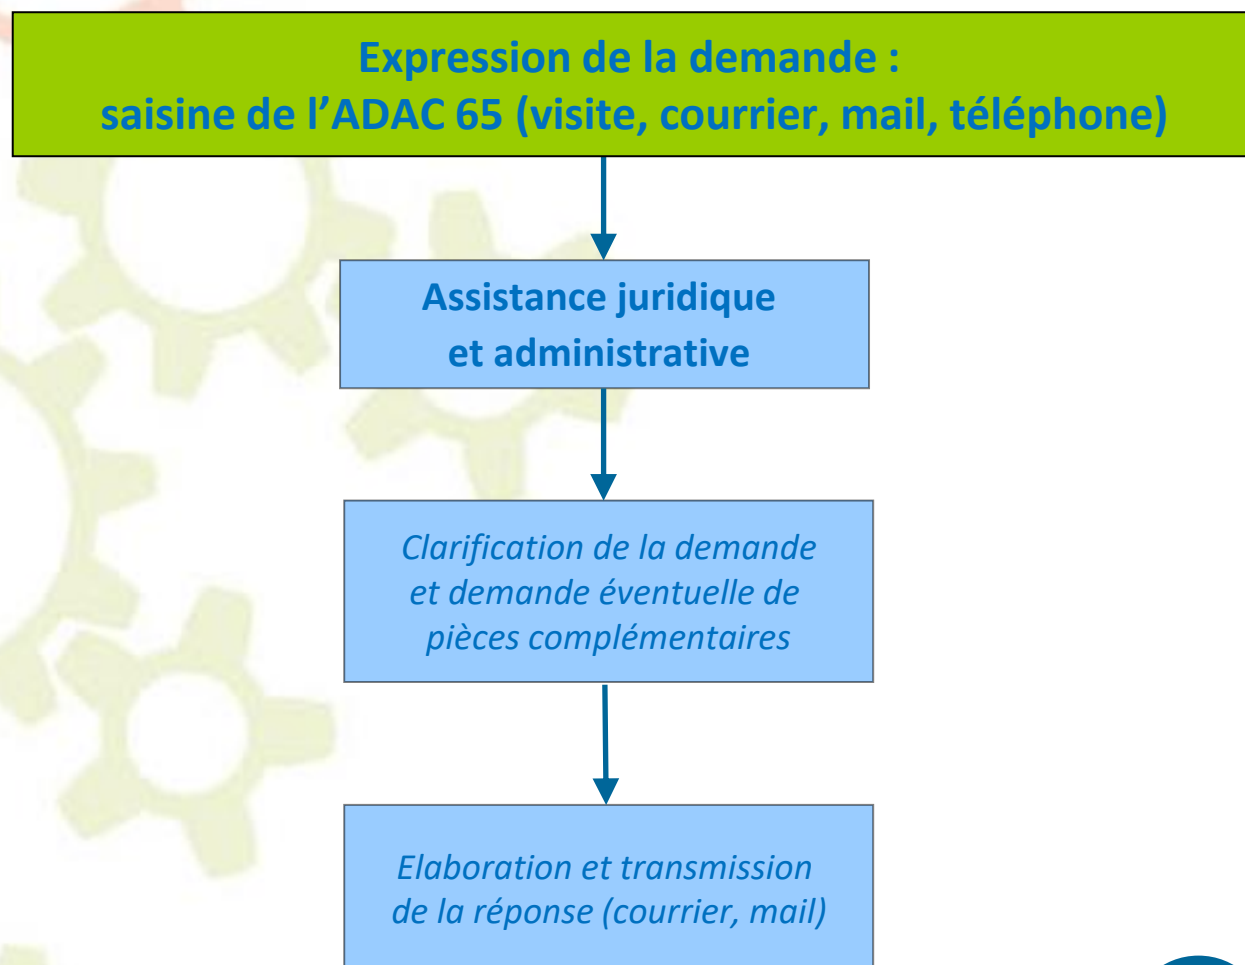 Expression de la demande :
saisine de l’ADAC 65 (visite, courrier, mail, téléphone)
Assistance juridique
et administrative
Clarification de la demande
et demande éventuelle de
pièces complémentaires
Elaboration et transmission
de la réponse (courrier, mail)